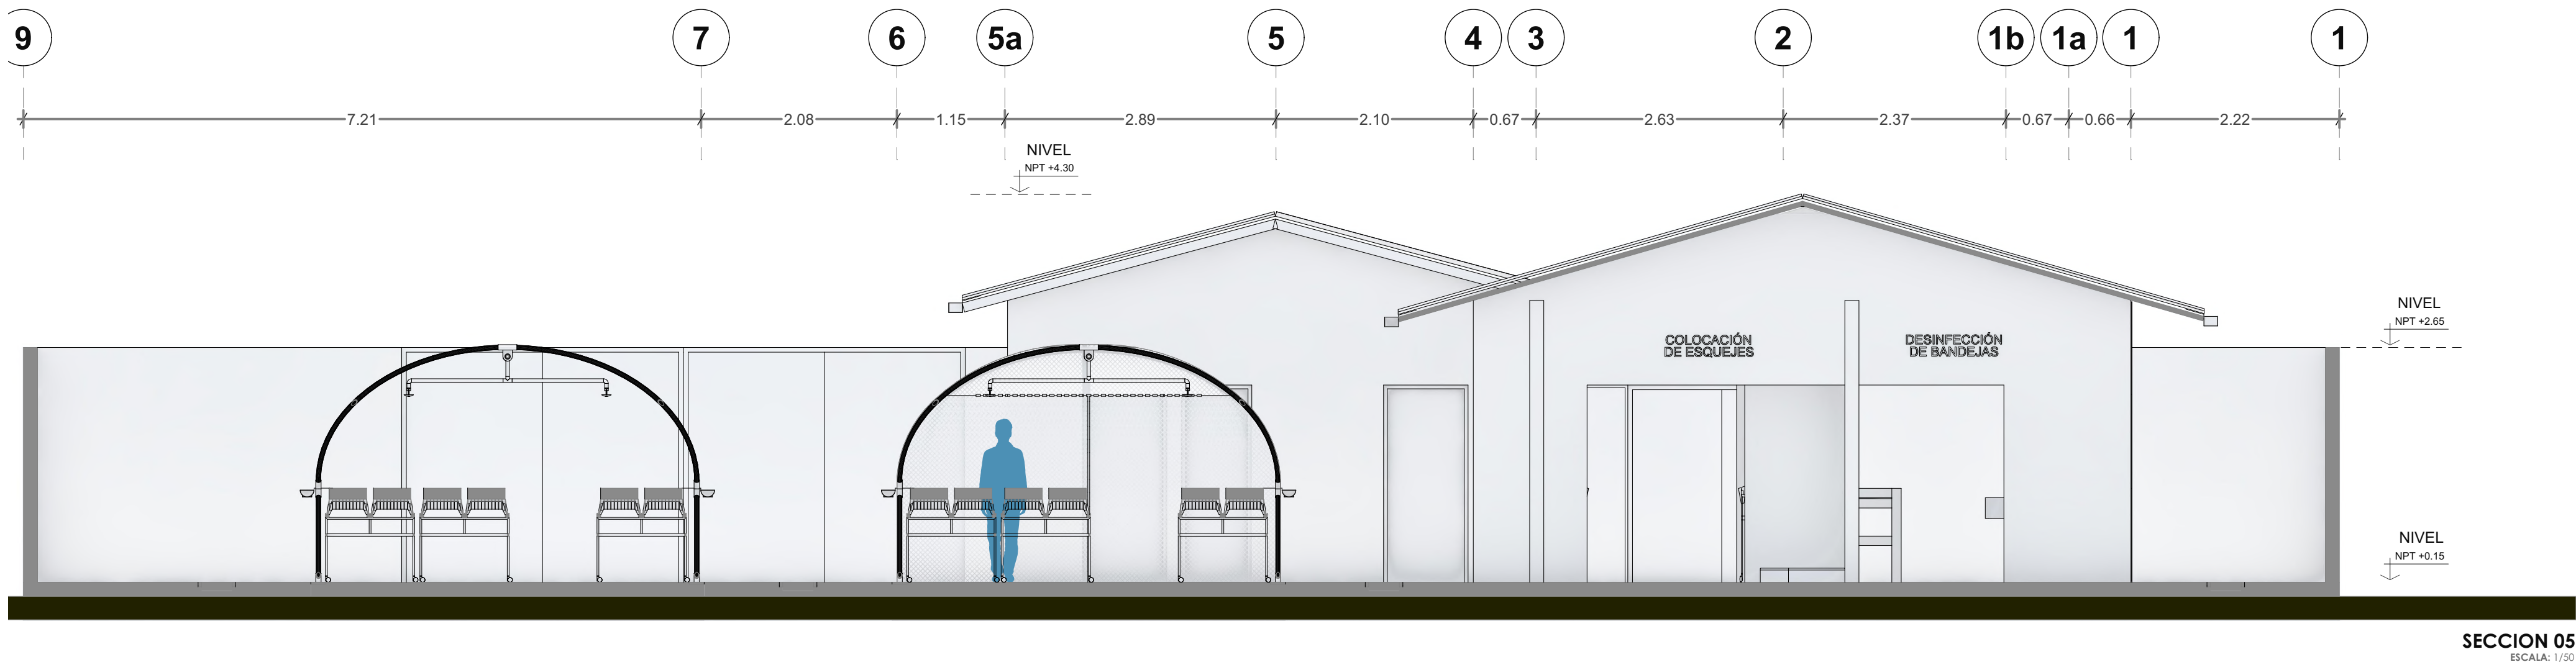 9 7 6 5a 5 4 3 2 1b 1a 1 1
7.21 2.08 1.15 2.89 2.10 0.67 2.63 2.37 0.67 0.66 2.22
NIVEL
NPT +4.30
NIVEL
NPT +2.65
COLOCACIÓN
DE ESQUEJES
DESINFECCIÓN
DE BANDEJAS
NIVEL
NPT +0.15
SECCION 05
ESCALA: 1/50